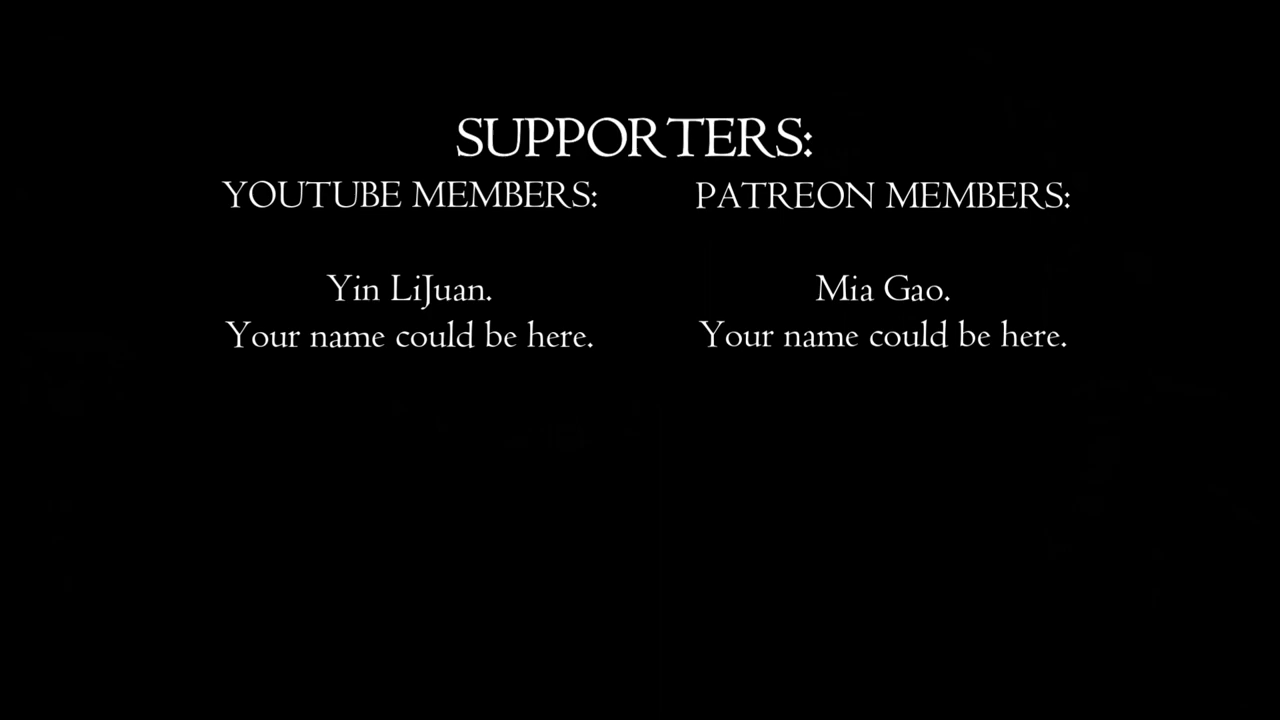 SUPPORTERS:
YOUTUBE MEMBERS:
Yin LiJuan.
Your name could be here.
PATREON MEMBERS:
Mia Gao.
Your name could be here.